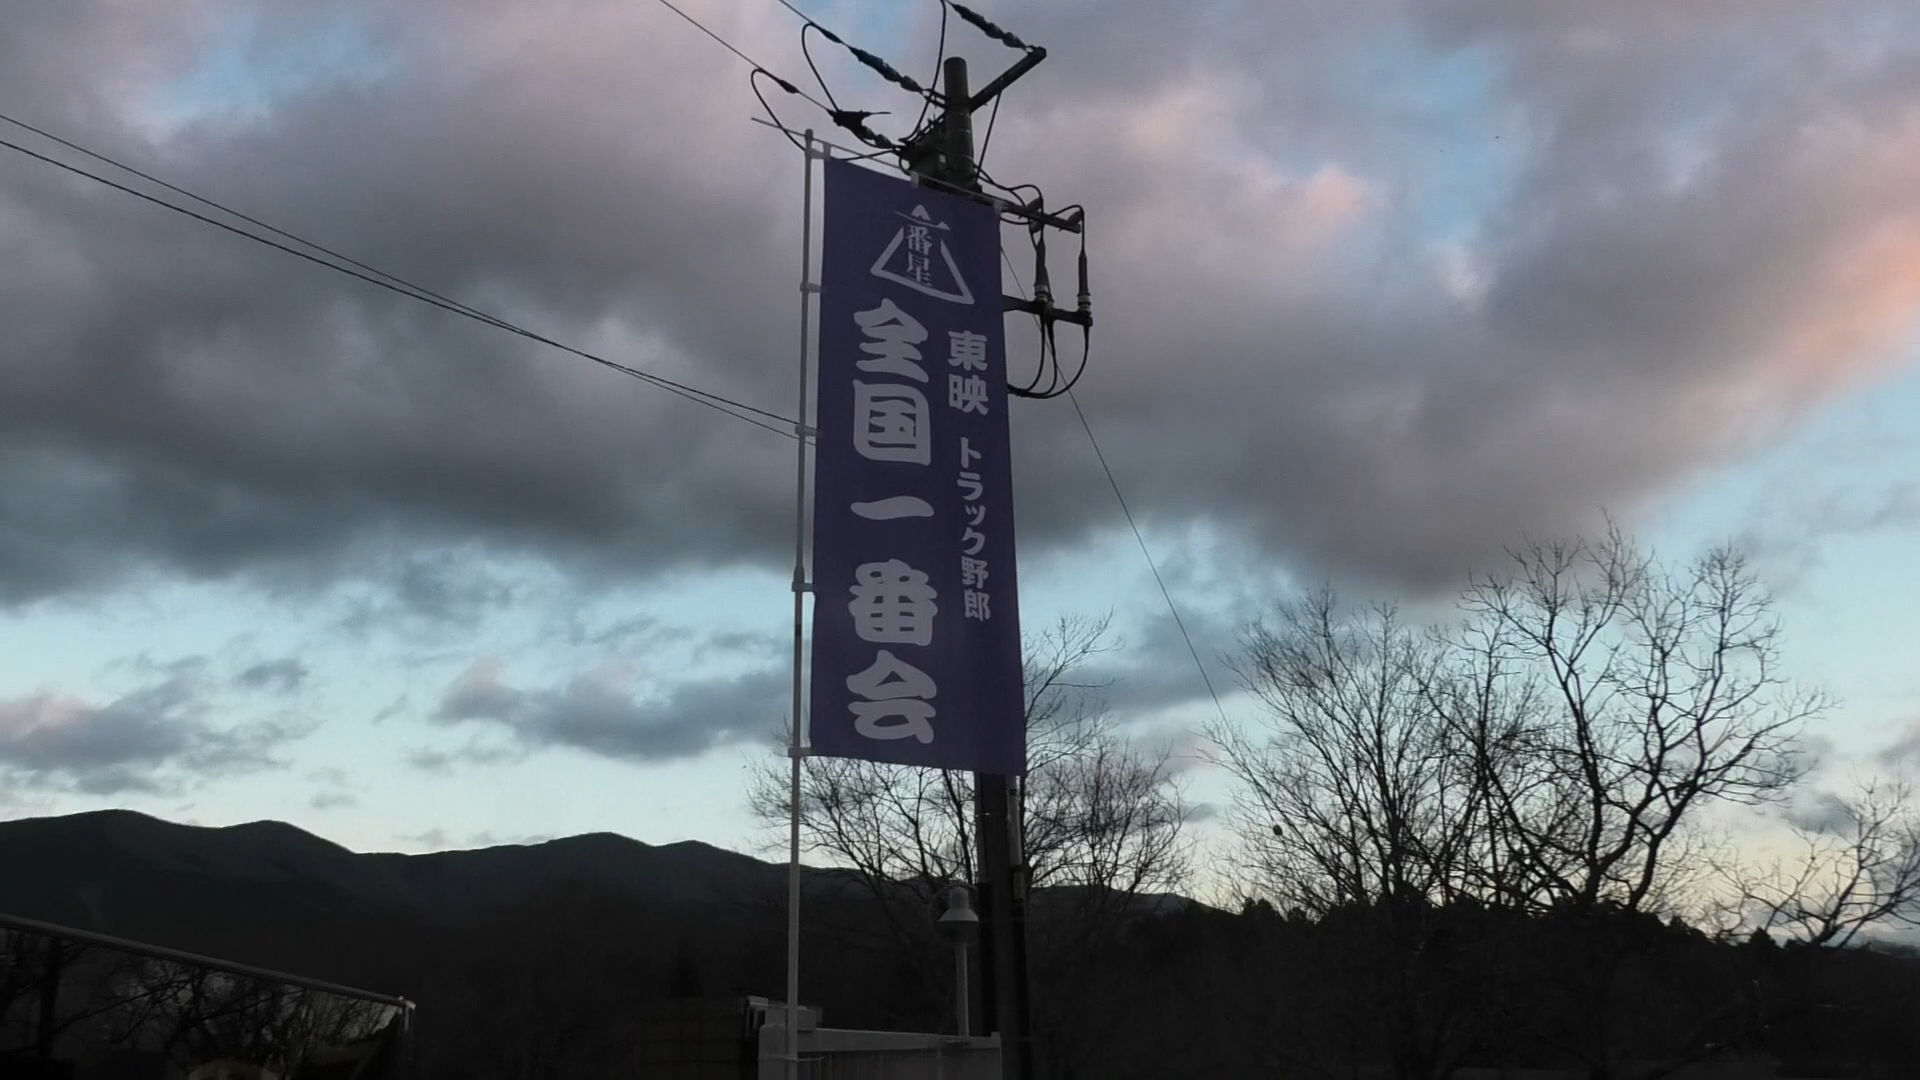 一番星
東映 トラック野郎
全国一番会